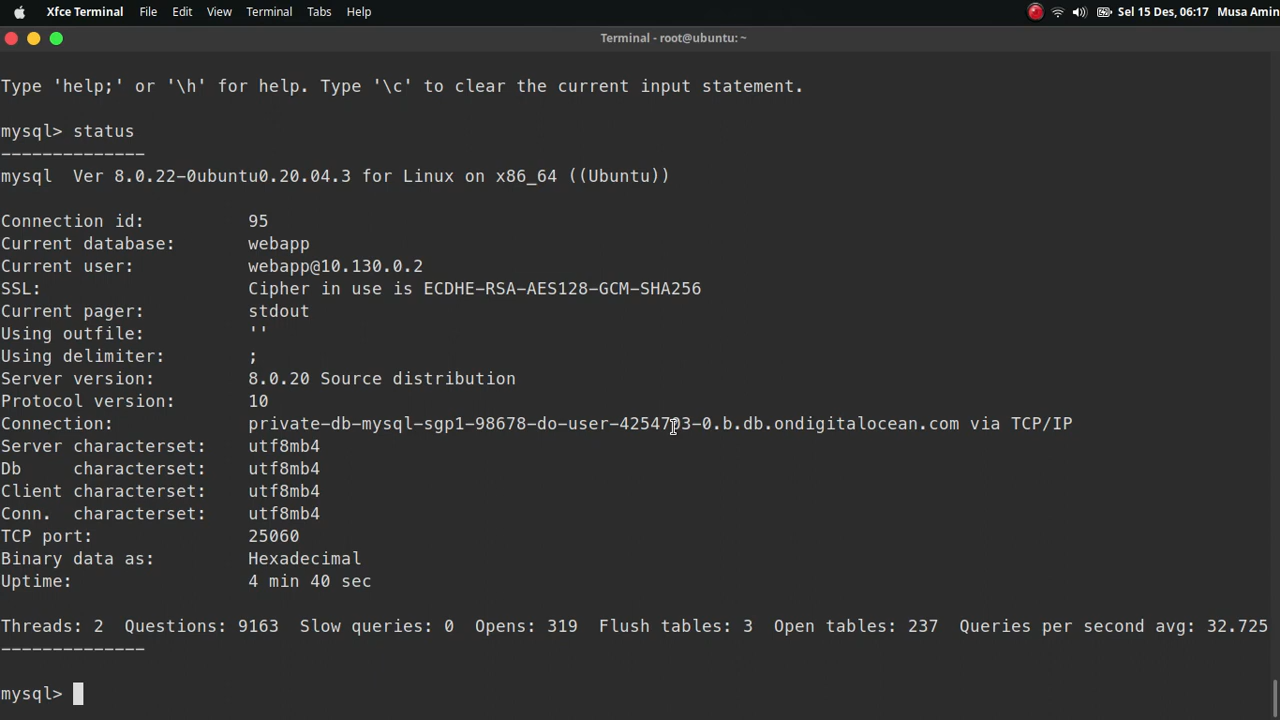 Xfce Terminal File Edit View Terminal Tabs Help Sel 15 Des, 06:17 Musa Amin
Terminal - root@ubuntu: ~
Type 'help;' or '\h' for help. Type '\c' to clear the current input statement.
mysql> status
--------------
mysql  Ver 8.0.22-0ubuntu0.20.04.3 for Linux on x86_64 ((Ubuntu))
Connection id:          95
Current database:       webapp
Current user:           webapp@10.130.0.2
SSL:                    Cipher in use is ECDHE-RSA-AES128-GCM-SHA256
Current pager:          stdout
Using outfile:          ''
Using delimiter:        ;
Server version:         8.0.20 Source distribution
Protocol version:       10
Connection:             private-db-mysql-sgp1-98678-do-user-4254703-0.b.db.ondigitalocean.com via TCP/IP
Server characterset:    utf8mb4
Db     characterset:    utf8mb4
Client characterset:    utf8mb4
Conn.  characterset:    utf8mb4
TCP port:               25060
Binary data as:         Hexadecimal
Uptime:                 4 min 40 sec
Threads: 2  Questions: 9163  Slow queries: 0  Opens: 319  Flush tables: 3  Open tables: 237  Queries per second avg: 32.725
--------------
mysql>